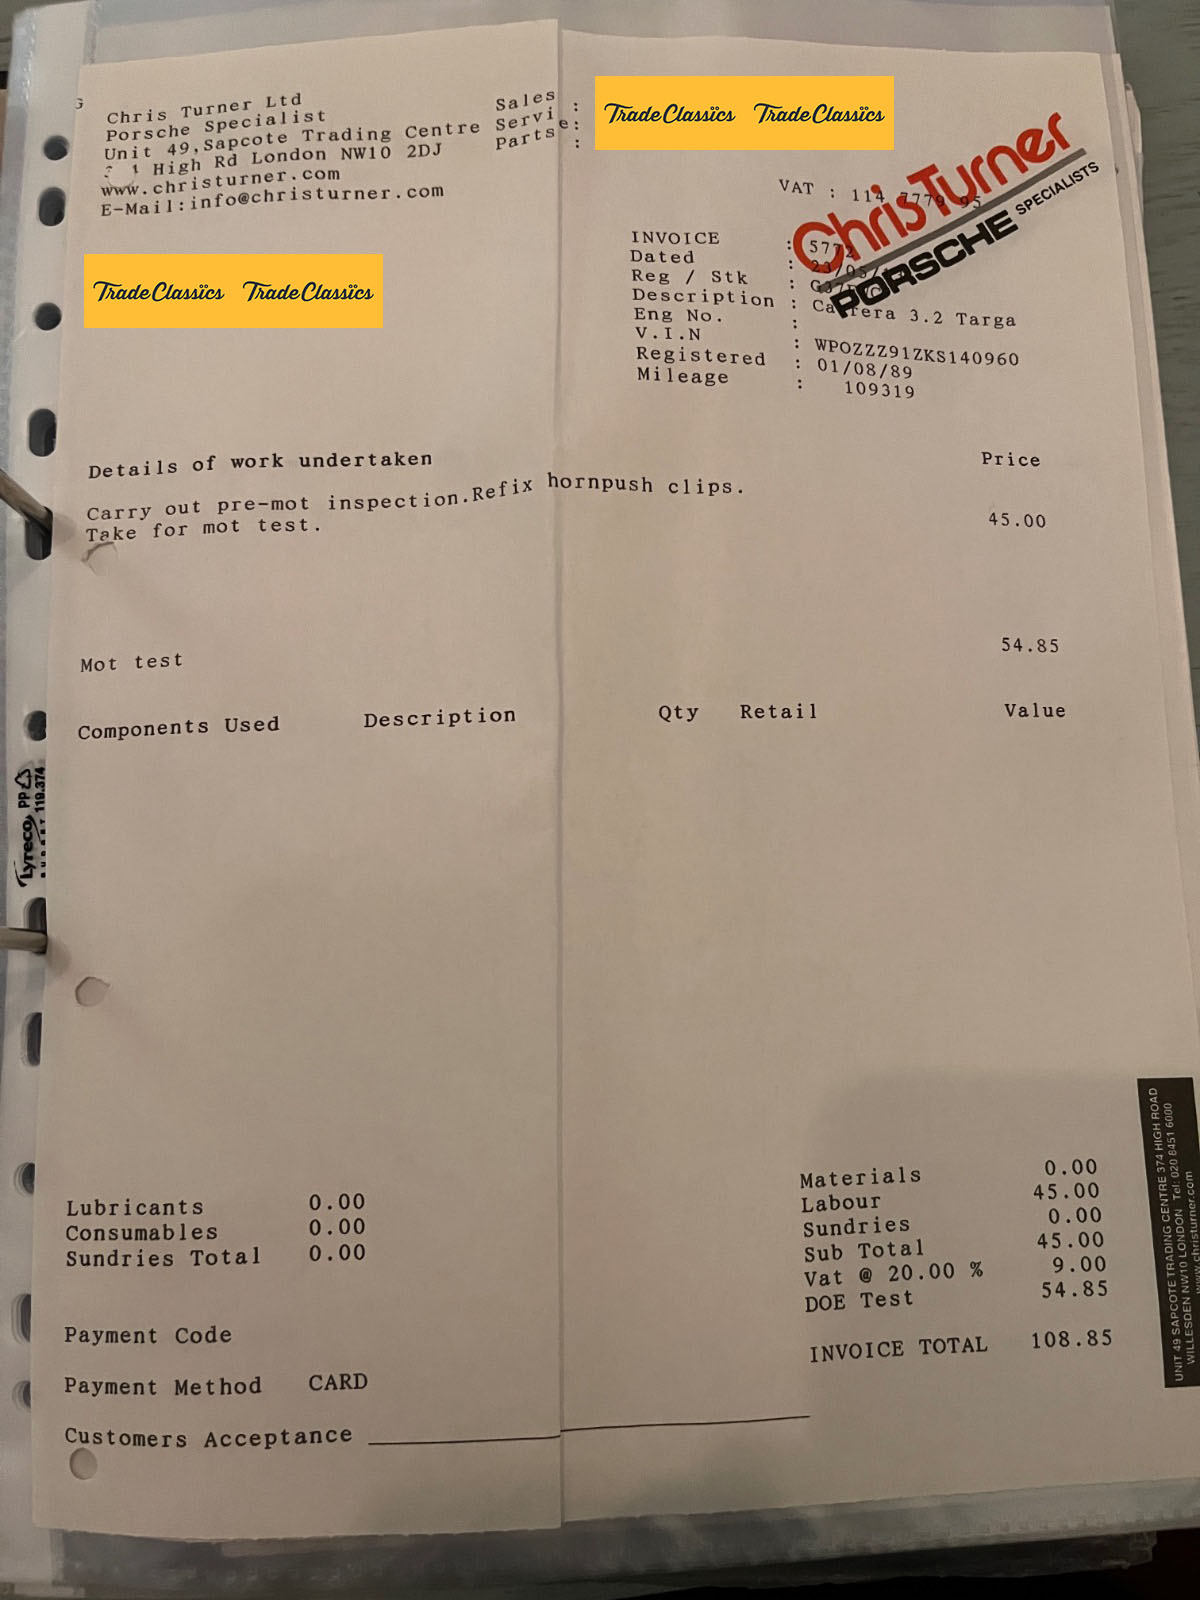 Chris Turner Ltd
Porsche Specialist
Unit 49,Sapcote Trading Centre
High Rd London NW10 2DJ
www.christurner.com
E-Mail:info@christurner.com
Sales :
Servi e:
Parts :
TradeClassics TradeClassics
ChrisTurner
PORSCHE SPECIALISTS
VAT : 114 7779 95
TradeClassics TradeClassics
INVOICE : 5772
Dated :
Reg / Stk :
Description : Carrera 3.2 Targa
Eng No. :
V.I.N : WPOZZZ91ZKS140960
Registered : 01/08/89
Mileage : 109319
Details of work undertaken Price
Carry out pre-mot inspection.Refix hornpush clips.
Take for mot test. 45.00
Mot test 54.85
Components Used Description Qty Retail Value
Lyreco PP
119.374
Lubricants 0.00
Consumables 0.00
Sundries Total 0.00
Materials 0.00
Labour 45.00
Sundries 0.00
Sub Total 45.00
Vat @ 20.00 % 9.00
DOE Test 54.85
INVOICE TOTAL 108.85
Payment Code
Payment Method CARD
Customers Acceptance
UNIT 49 SAPCOTE TRADING CENTRE 374 HIGH ROAD
WILLESDEN NW10 LONDON Tel: 020 8451 6000
www.christurner.com